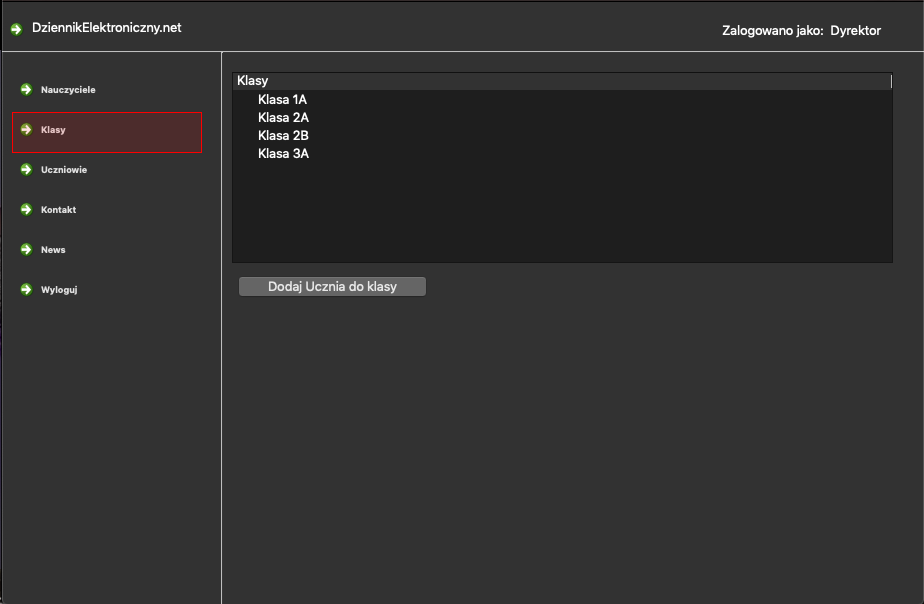 DziennikElektroniczny.net
Zalogowano jako: Dyrektor
Nauczyciele
Klasy
Uczniowie
Kontakt
News
Wyloguj
Klasy
Klasa 1A
Klasa 2A
Klasa 2B
Klasa 3A
Dodaj Ucznia do klasy